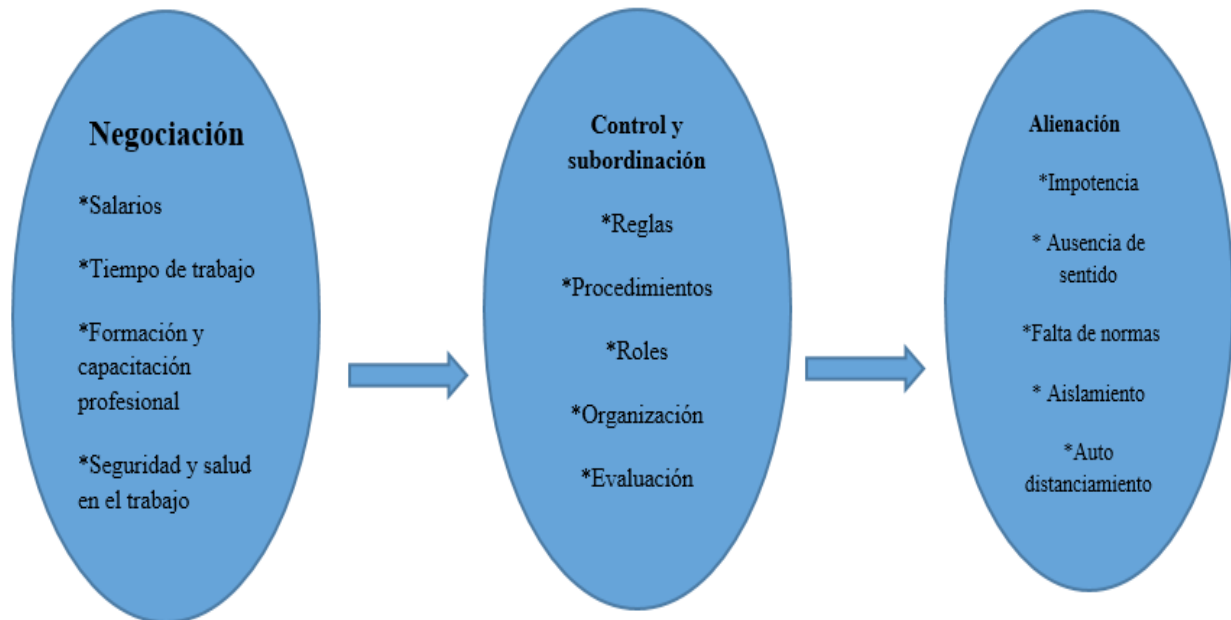 Negociación
*Salarios
*Tiempo de trabajo
*Formación y
capacitación
profesional
*Seguridad y salud
en el trabajo
Control y
subordinación
*Reglas
*Procedimientos
*Roles
*Organización
*Evaluación
Alienación
*Impotencia
* Ausencia de
sentido
*Falta de normas
* Aislamiento
*Auto
distanciamiento